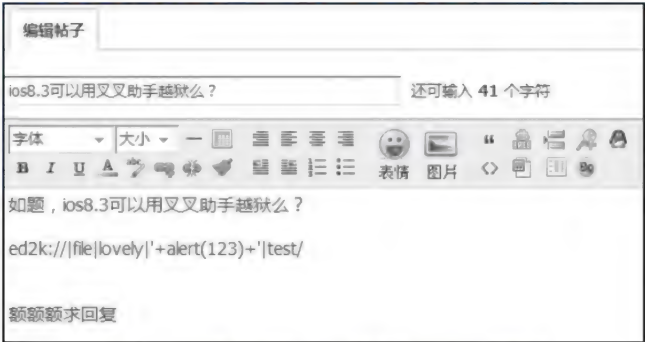 编辑帖子
ios8.3可以用叉叉助手越狱么？ 还可输入 41 个字符
字体 大小
B I U A 表情 图片
如题，ios8.3可以用叉叉助手越狱么？
ed2k://|file|lovely|'+alert(123)+'|test/
额额额求回复